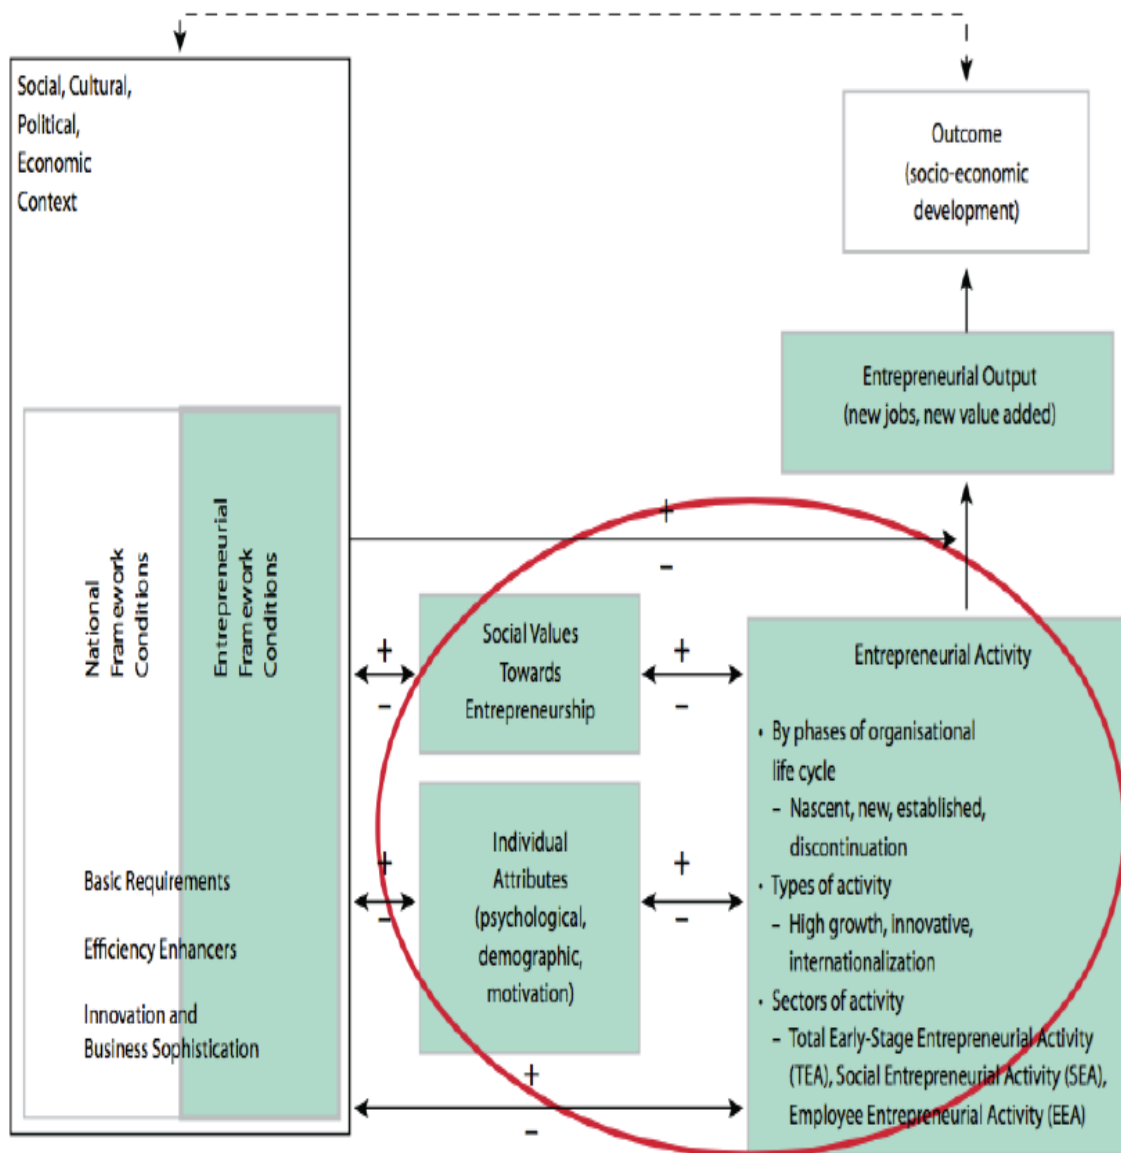 Social, Cultural,
Political,
Economic
Context
National
Framework
Conditions
Entrepreneurial
Framework
Conditions
Basic Requirements
Efficiency Enhancers
Innovation and
Business Sophistication
+
–
Social Values
Towards
Entrepreneurship
+
–
+
–
Individual
Attributes
(psychological,
demographic,
motivation)
+
–
+
–
+
–
Outcome
(socio-economic
development)
Entrepreneurial Output
(new jobs, new value added)
Entrepreneurial Activity
• By phases of organisational
life cycle
– Nascent, new, established,
discontinuation
• Types of activity
– High growth, innovative,
internationalization
• Sectors of activity
– Total Early-Stage Entrepreneurial Activity
(TEA), Social Entrepreneurial Activity (SEA),
Employee Entrepreneurial Activity (EEA)